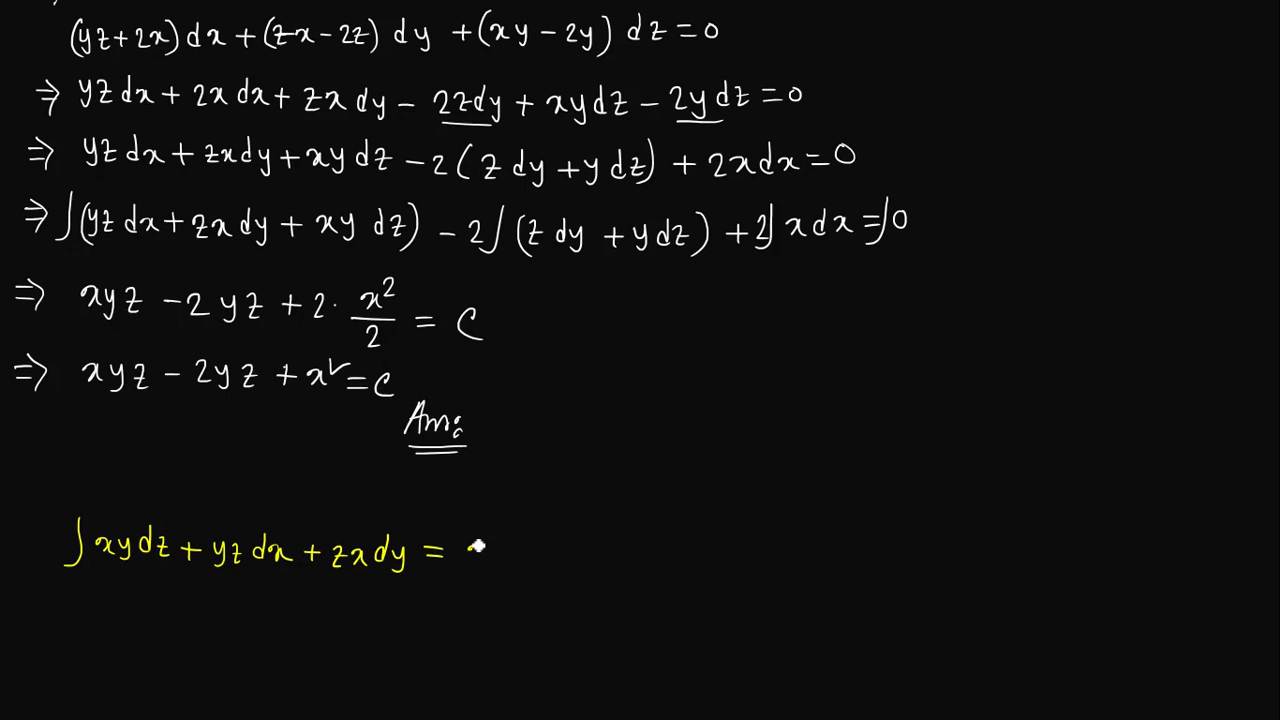 (yz+2x) dx + (zx-2z) dy + (xy-2y) dz = 0
⇒ yz dx + 2x dx + zx dy - 2z dy + xy dz - 2y dz = 0
⇒ yz dx + zx dy + xy dz - 2 ( z dy + y dz ) + 2x dx = 0
⇒ ∫ (yz dx + zx dy + xy dz) - 2 ∫ (z dy + y dz) + 2∫ x dx = ∫0
⇒ xyz - 2yz + 2 · x²/2 = c
⇒ xyz - 2yz + x² = c
Ans:
∫ xy dz + yz dx + zx dy =